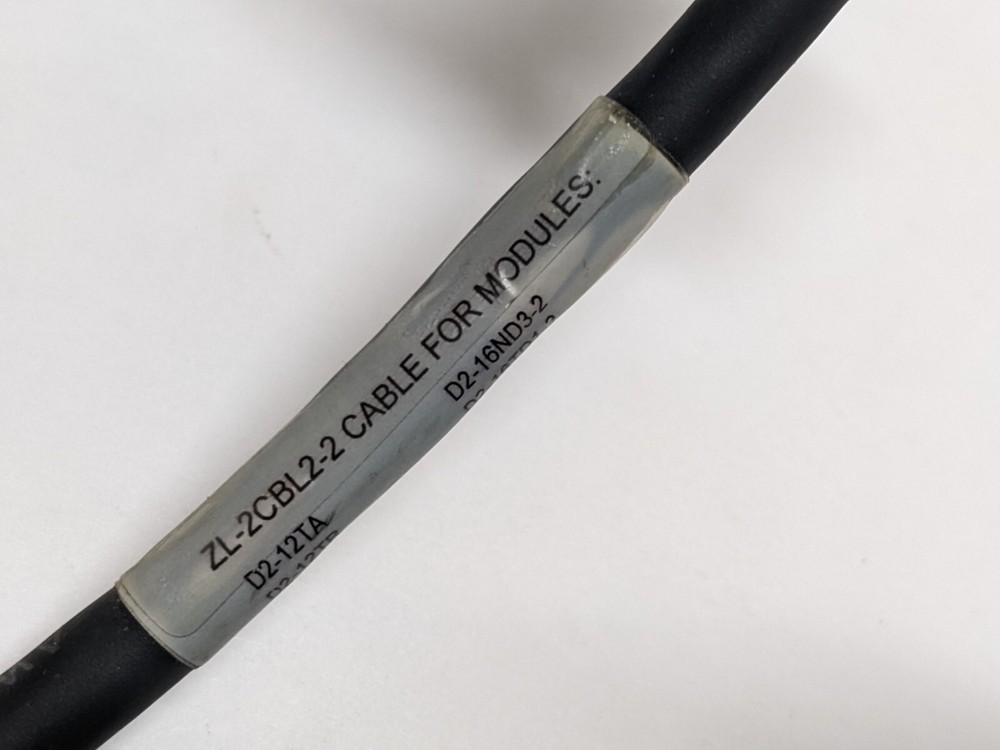 ZL-2CBL2-2 CABLE FOR MODULES:
D2-12TA D2-16ND3-2